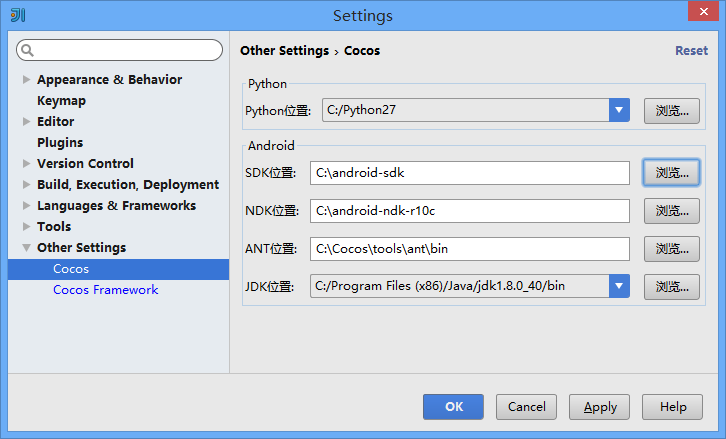 Settings
Appearance & Behavior
Keymap
Editor
Plugins
Version Control
Build, Execution, Deployment
Languages & Frameworks
Tools
Other Settings
Cocos
Cocos Framework
Other Settings › Cocos
Reset
Python
Python位置: C:/Python27 浏览...
Android
SDK位置: C:\android-sdk 浏览...
NDK位置: C:\android-ndk-r10c 浏览...
ANT位置: C:\Cocos\tools\ant\bin 浏览...
JDK位置: C:/Program Files (x86)/Java/jdk1.8.0_40/bin 浏览...
OK Cancel Apply Help